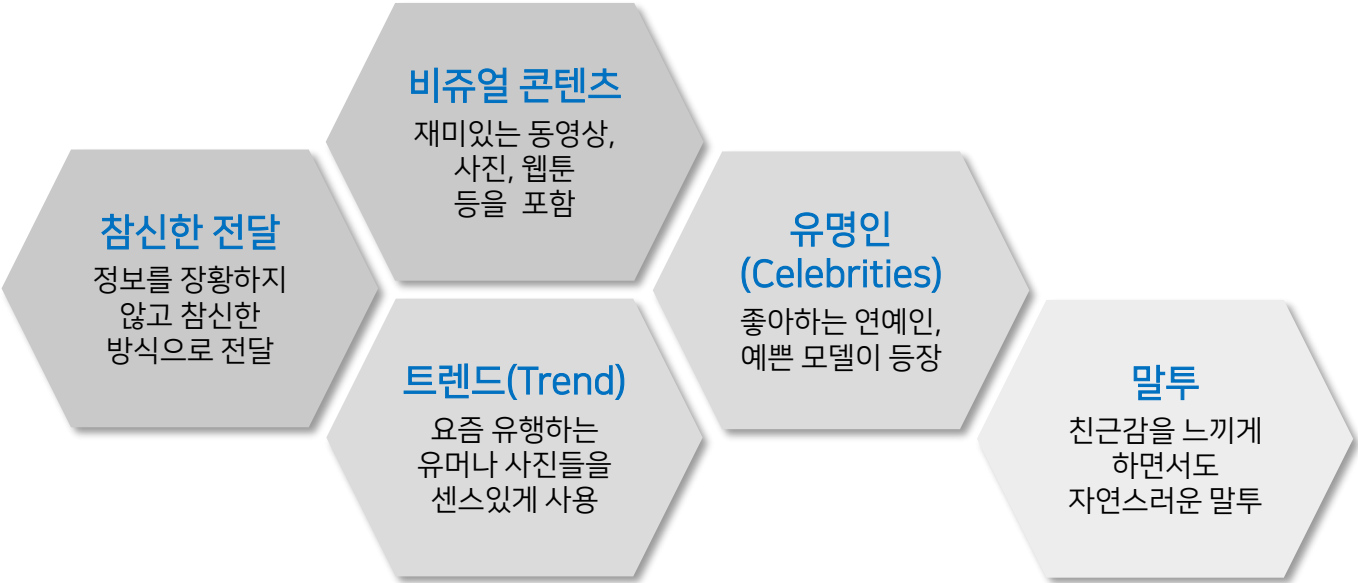 비쥬얼 콘텐츠
재미있는 동영상,
사진, 웹툰
등을 포함
참신한 전달
정보를 장황하지
않고 참신한
방식으로 전달
트렌드(Trend)
요즘 유행하는
유머나 사진들을
센스있게 사용
유명인
(Celebrities)
좋아하는 연예인,
예쁜 모델이 등장
말투
친근감을 느끼게
하면서도
자연스러운 말투